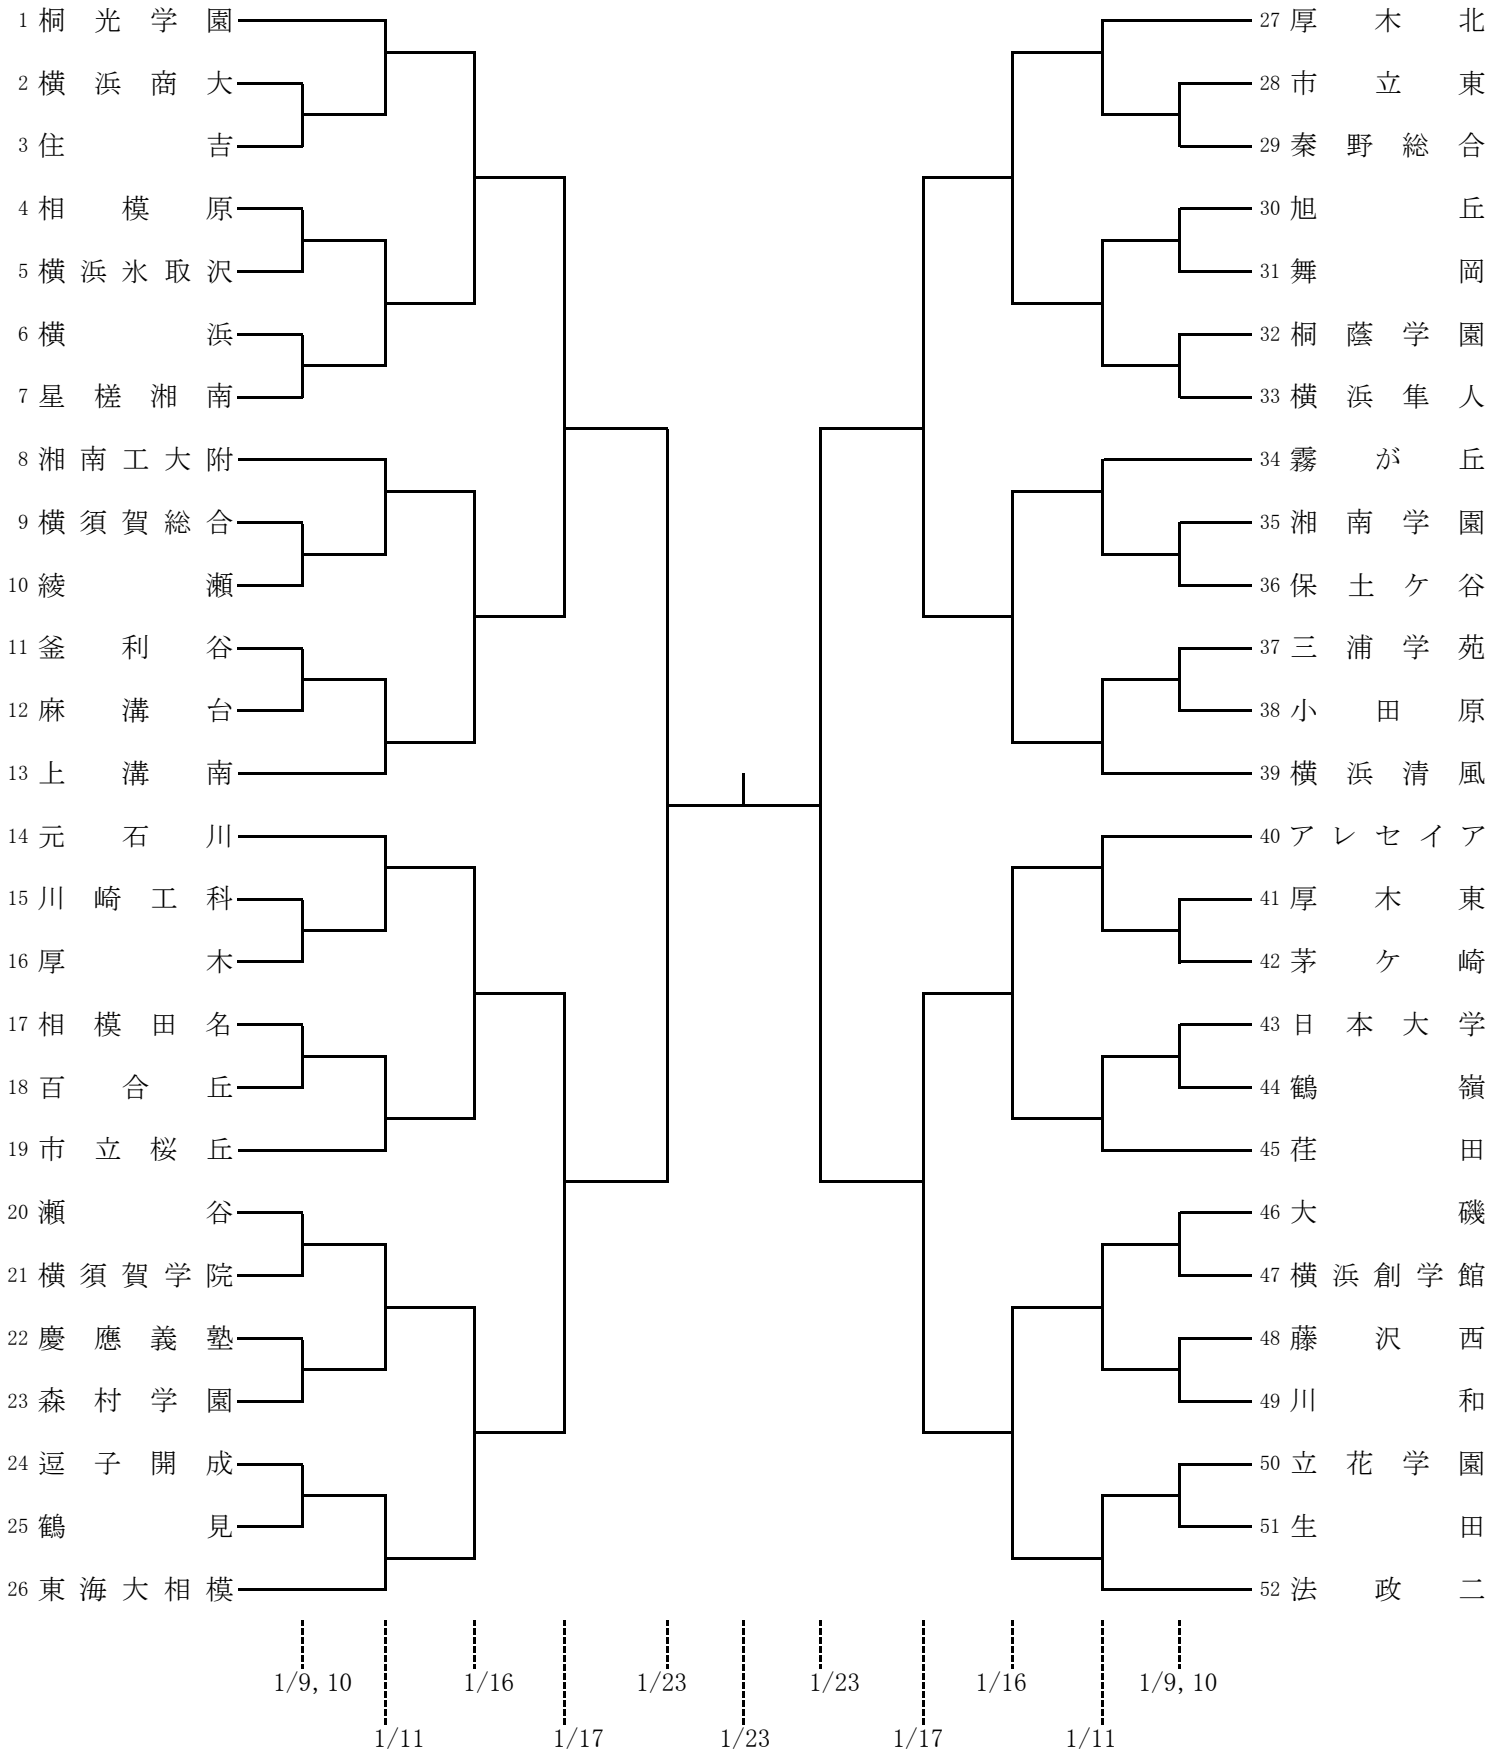 1 桐光学園
2 横浜商大
3 住吉
4 相模原
5 横浜氷取沢
6 横浜
7 星槎湘南
8 湘南工大附
9 横須賀総合
10 綾瀬
11 釜利谷
12 麻溝台
13 上溝南
14 元石川
15 川崎工科
16 厚木
17 相模田名
18 百合丘
19 市立桜丘
20 瀬谷
21 横須賀学院
22 慶應義塾
23 森村学園
24 逗子開成
25 鶴見
26 東海大相模
27 厚木北
28 市立東
29 秦野総合
30 旭丘
31 舞岡
32 桐蔭学園
33 横浜隼人
34 霧が丘
35 湘南学園
36 保土ケ谷
37 三浦学苑
38 小田原
39 横浜清風
40 アレセイア
41 厚木東
42 茅ケ崎
43 日本大学
44 鶴嶺
45 荏田
46 大磯
47 横浜創学館
48 藤沢西
49 川和
50 立花学園
51 生田
52 法政二
1/9, 10 1/16 1/23 1/23 1/16 1/9, 10
1/11 1/17 1/23 1/17 1/11